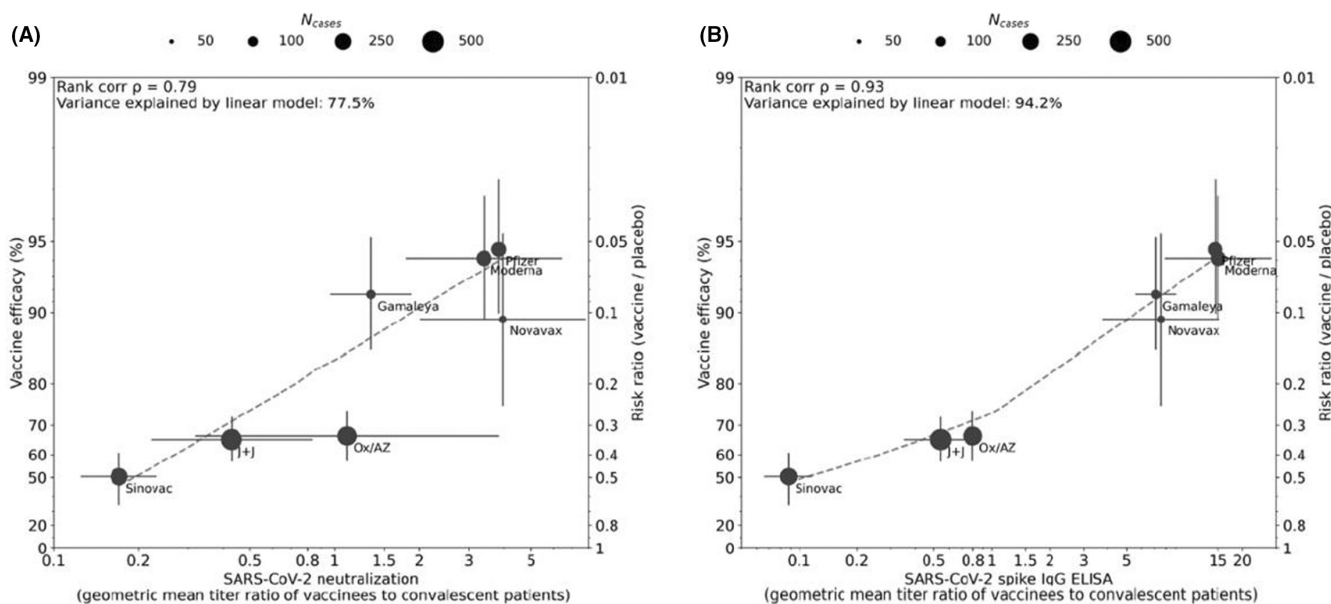 (A)
N_cases
50 100 250 500
Rank corr ρ = 0.79
Variance explained by linear model: 77.5%
Vaccine efficacy (%)
99
95
90
80
70
60
50
20
0
Pfizer
Moderna
Gamaleya
Novavax
J+J
Ox/AZ
Sinovac
0.01
0.05
0.1
0.2
0.3
0.4
0.5
0.8
1
Risk ratio (vaccine / placebo)
0.1 0.2 0.5 0.8 1 1.5 2 3 5
SARS-CoV-2 neutralization
(geometric mean titer ratio of vaccinees to convalescent patients)
(B)
N_cases
50 100 250 500
Rank corr ρ = 0.93
Variance explained by linear model: 94.2%
Vaccine efficacy (%)
99
95
90
80
70
60
50
20
0
Pfizer
Moderna
Gamaleya
Novavax
J+J
Ox/AZ
Sinovac
0.01
0.05
0.1
0.2
0.3
0.4
0.5
0.8
1
Risk ratio (vaccine / placebo)
0.1 0.2 0.5 0.8 1 1.5 2 3 5 15 20
SARS-CoV-2 spike IgG ELISA
(geometric mean titer ratio of vaccinees to convalescent patients)